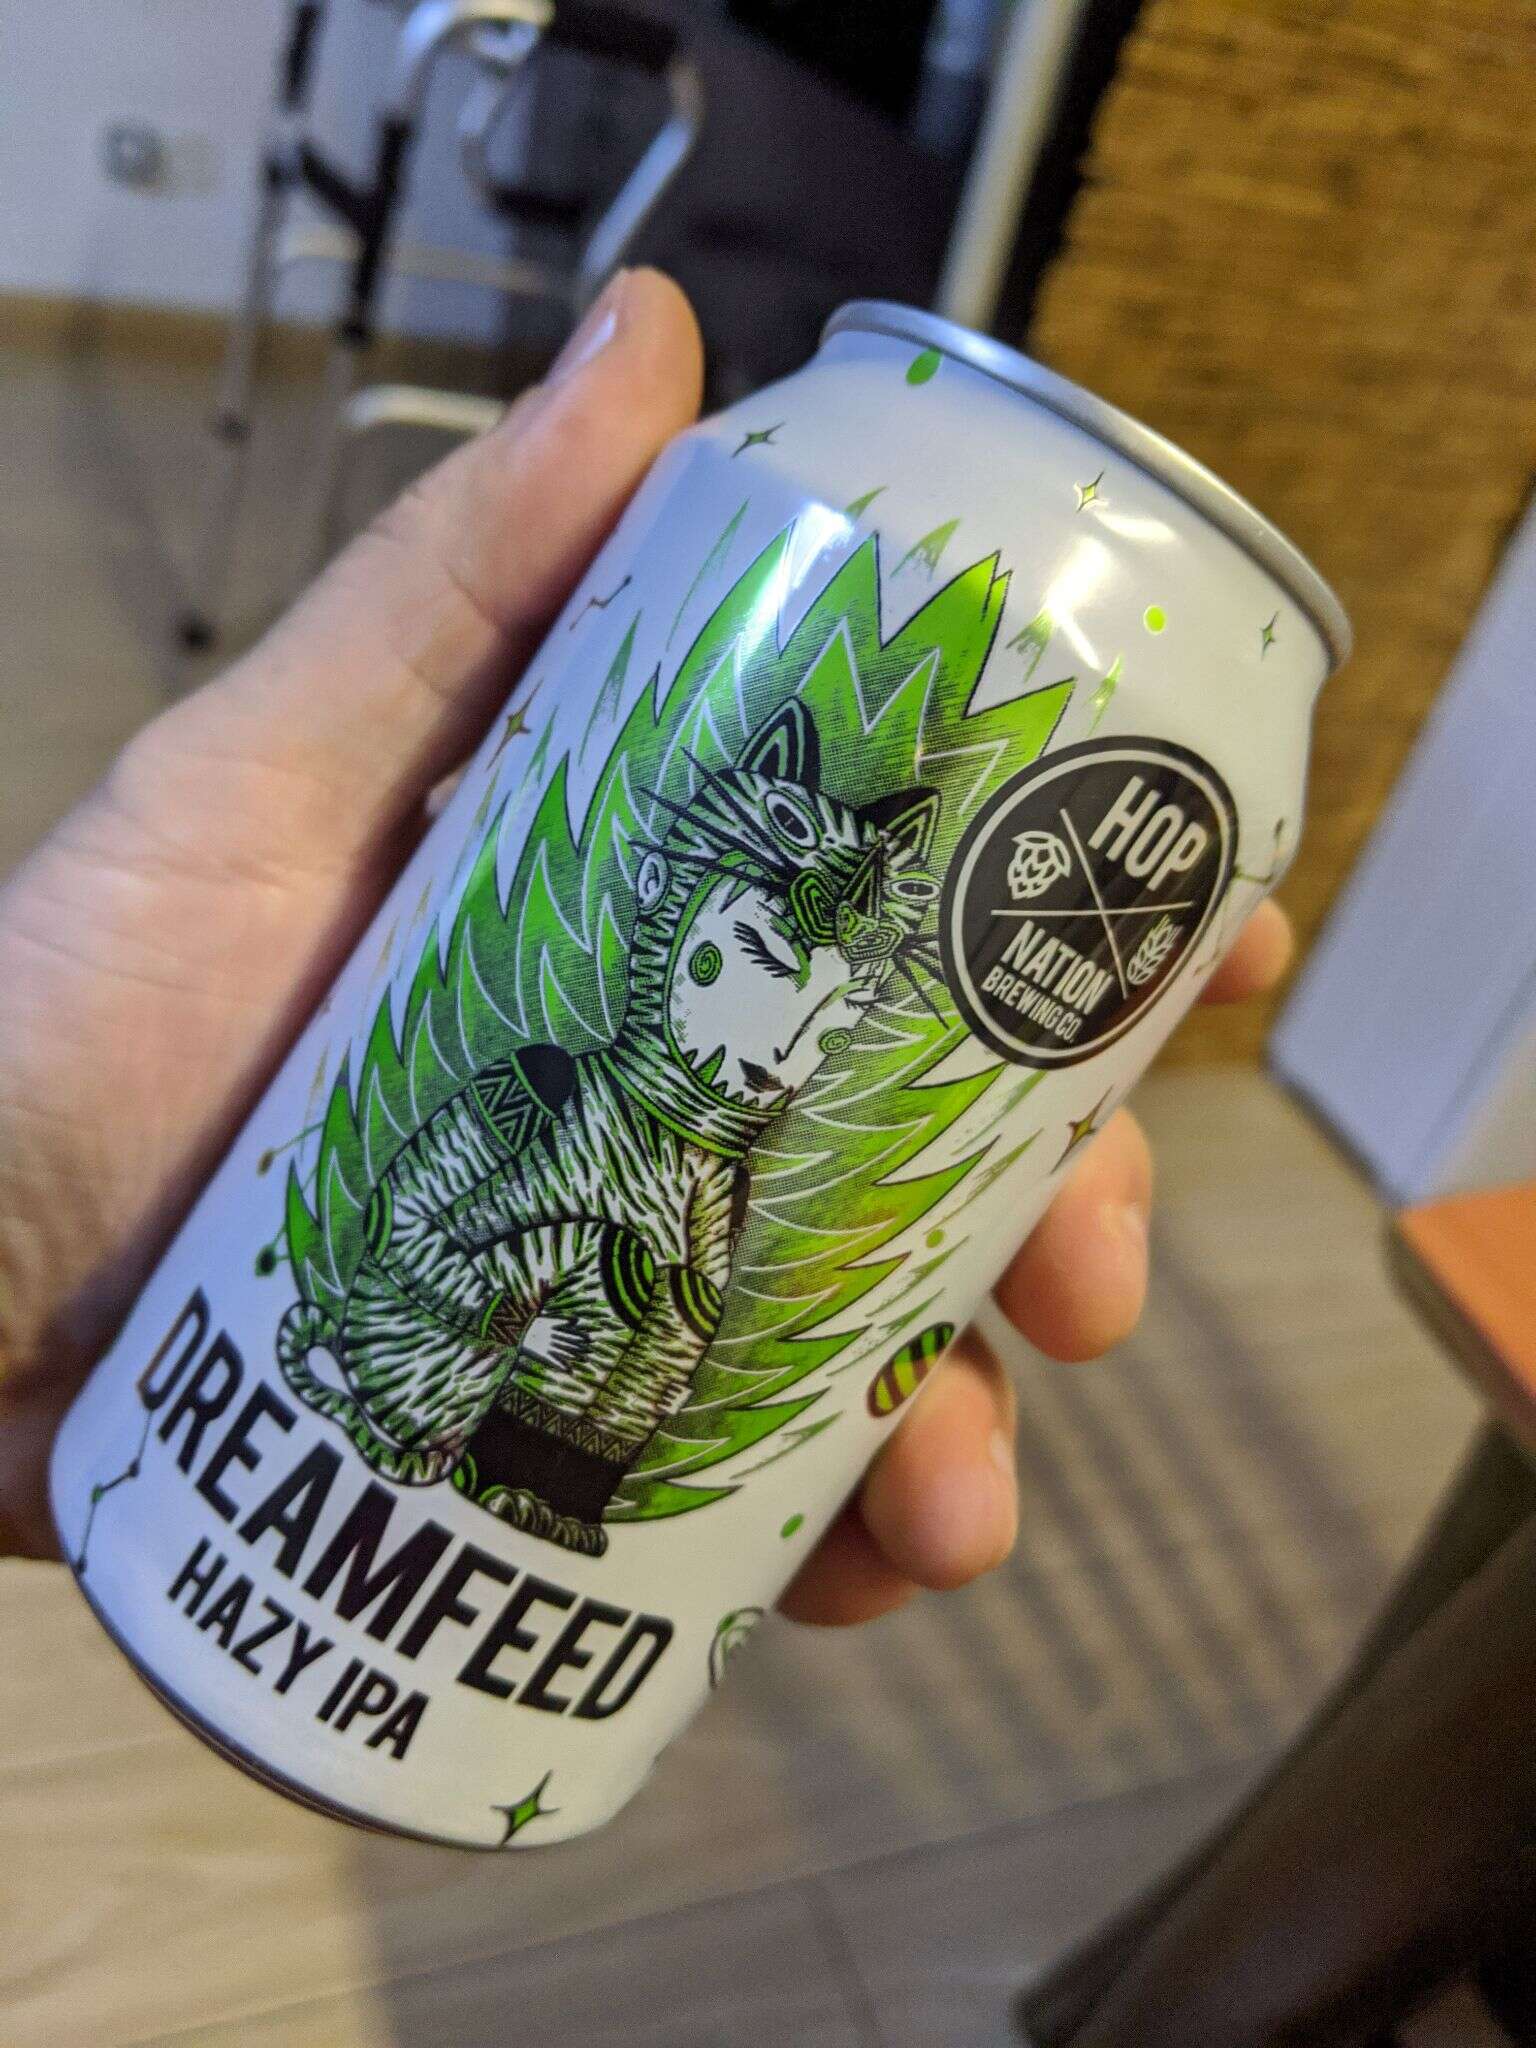 HOP
NATION
BREWING CO.
DREAMFEED
HAZY IPA